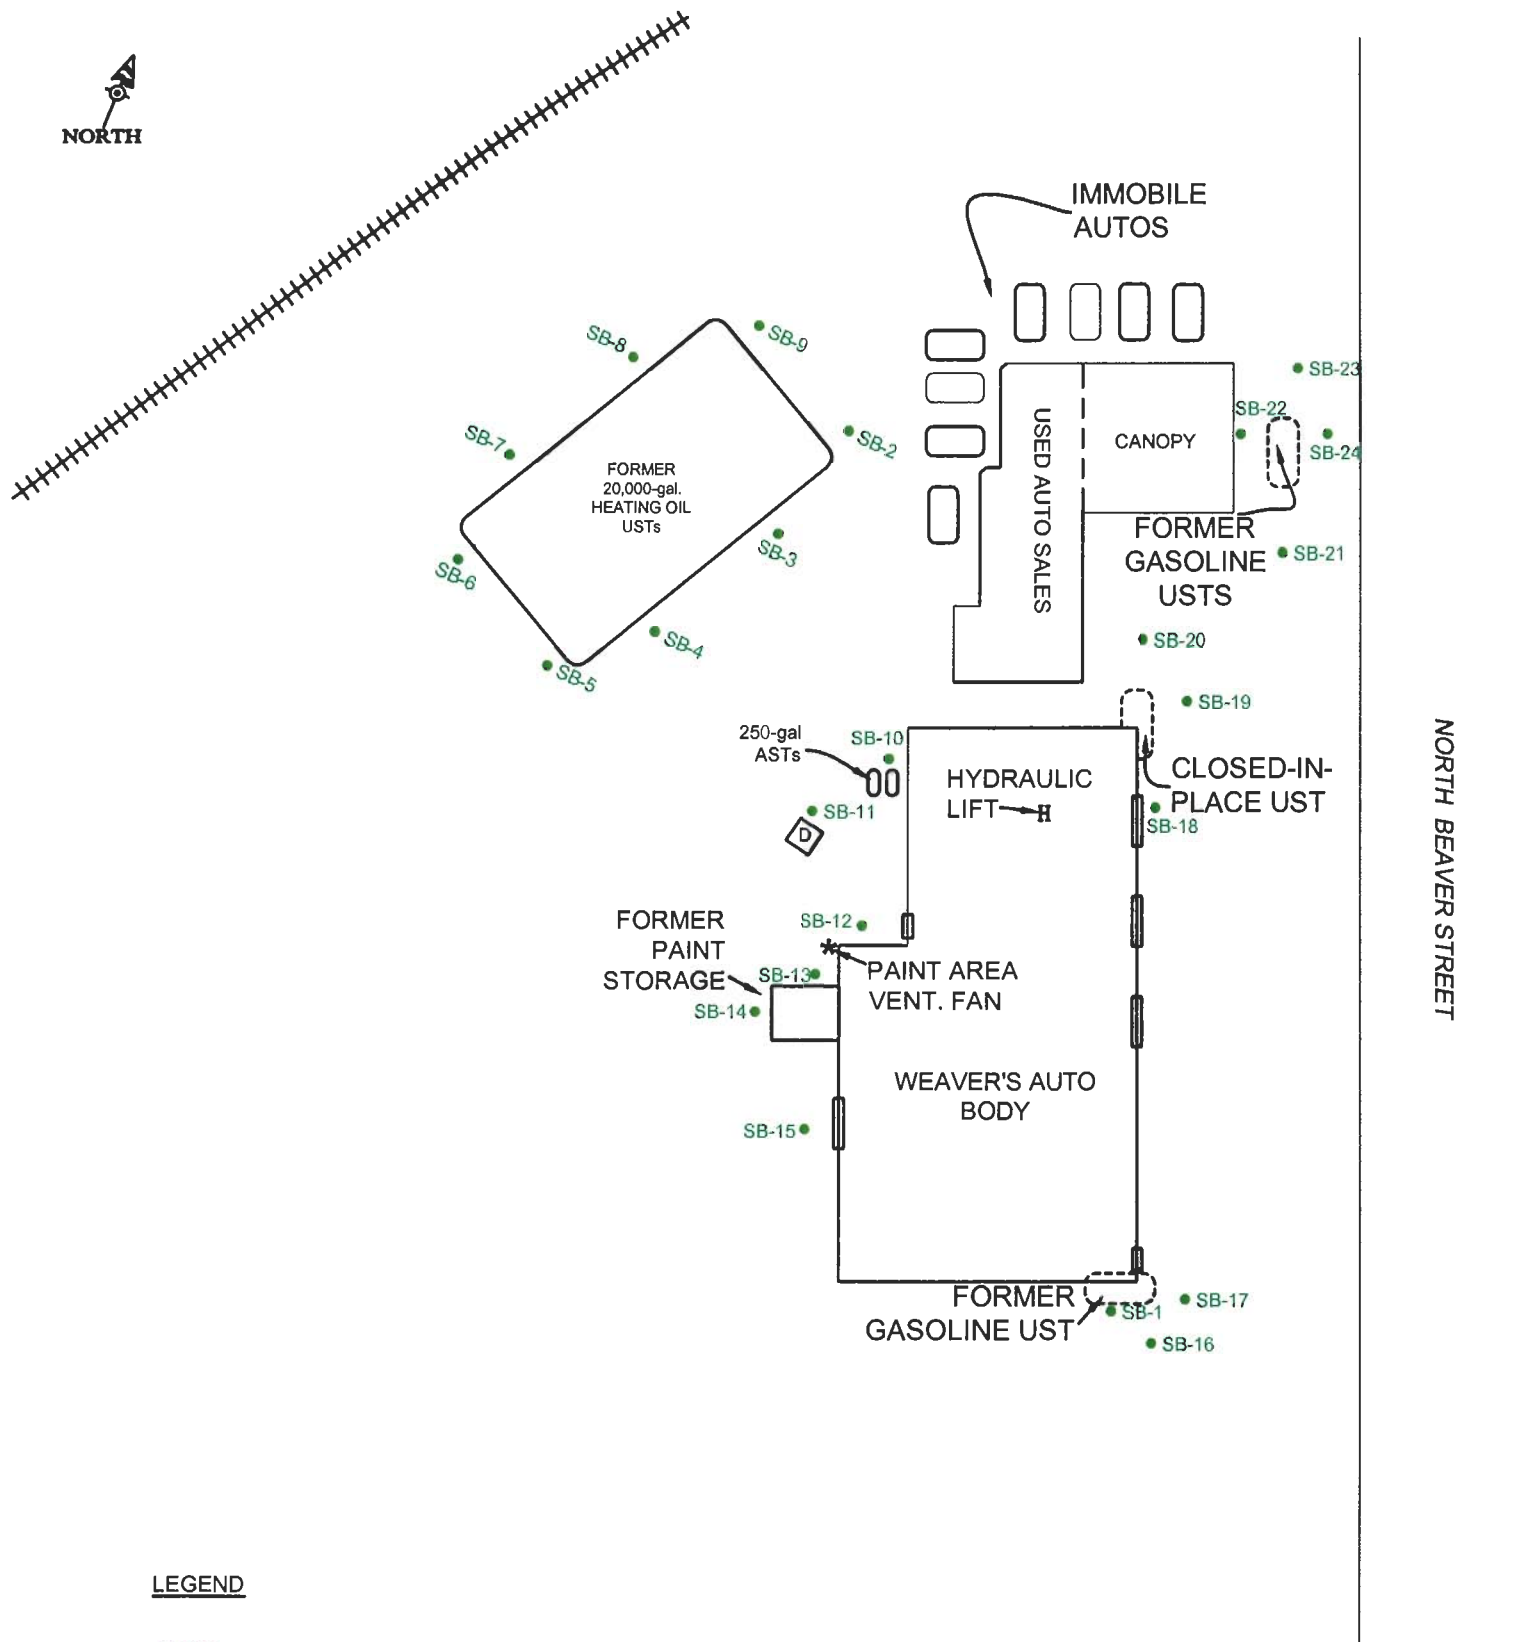 NORTH
IMMOBILE
AUTOS
SB-8
SB-9
SB-23
SB-7
SB-2
SB-22
USED AUTO SALES
CANOPY
SB-24
FORMER
20,000-gal.
HEATING OIL
USTs
SB-3
SB-6
FORMER
GASOLINE
USTS
SB-21
SB-4
SB-20
SB-5
SB-19
250-gal
ASTs
SB-10
HYDRAULIC
LIFT
H
CLOSED-IN-
PLACE UST
SB-11
D
SB-18
NORTH BEAVER STREET
FORMER
PAINT
STORAGE
SB-12
SB-13
PAINT AREA
VENT. FAN
SB-14
WEAVER'S AUTO
BODY
SB-15
FORMER
GASOLINE UST
SB-1
SB-17
SB-16
LEGEND